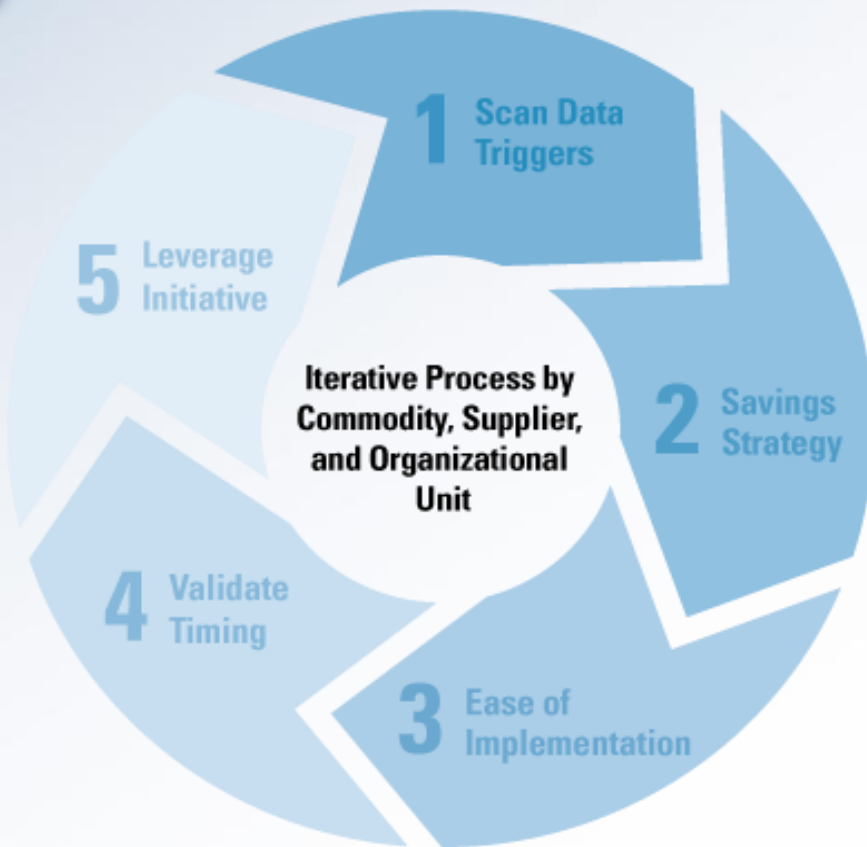 1 Scan Data
Triggers
2 Savings
Strategy
3 Ease of
Implementation
4 Validate
Timing
5 Leverage
Initiative
Iterative Process by
Commodity, Supplier,
and Organizational
Unit